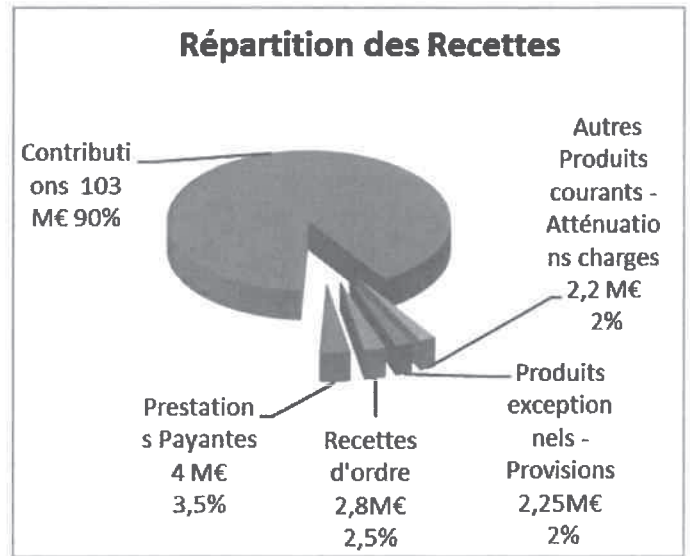 Répartition des Recettes
Contributi
ons 103
M€ 90%
Autres
Produits
courants -
Atténuatio
ns charges
2,2 M€
2%
Prestation
s Payantes
4 M€
3,5%
Recettes
d'ordre
2,8M€
2,5%
Produits
exception
nels -
Provisions
2,25M€
2%